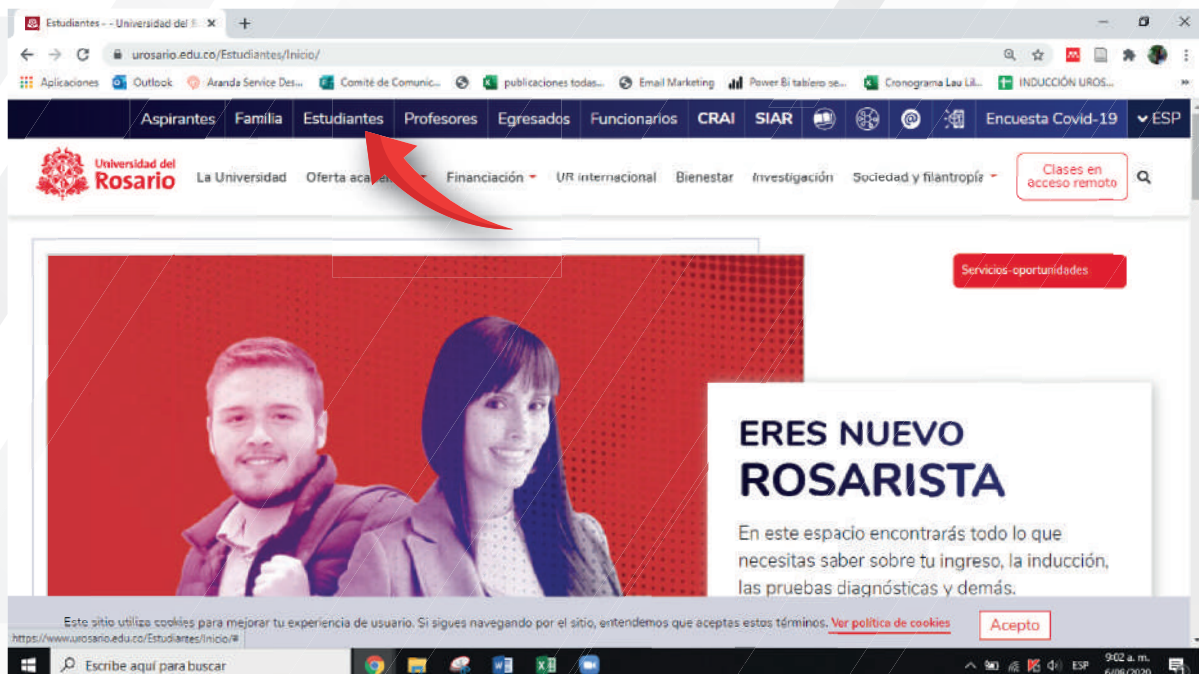 Estudiantes - - Universidad del R
urosario.edu.co/Estudiantes/Inicio/
Aplicaciones Outlook Aranda Service Des... Comité de Comunic... publicaciones todas... Email Marketing Power Bi tablero se... Cronograma Lau Lil... INDUCCIÓN UROS... »
Aspirantes Familia Estudiantes Profesores Egresados Funcionarios CRAI SIAR Encuesta Covid-19 ESP
Universidad del
Rosario
La Universidad Oferta Financiación UR internacional Bienestar Investigación Sociedad y filantropía
Clases en
acceso remoto
Servicios-oportunidades
ERES NUEVO
ROSARISTA
En este espacio encontrarás todo lo que
necesitas saber sobre tu ingreso, la inducción,
las pruebas diagnósticas y demás.
Este sitio utiliza cookies para mejorar tu experiencia de usuario. Si sigues navegando por el sitio, entendemos que aceptas estos términos. Ver política de cookies
Acepto
https://www.urosario.edu.co/Estudiantes/Inicio/#
Escribe aquí para buscar
ESP
9:02 a. m.